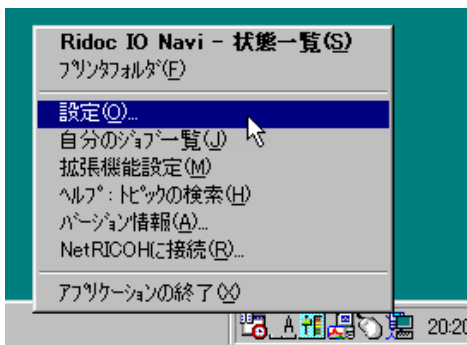 Ridoc IO Navi - 状態一覧(S)
ﾌﾟﾘﾝﾀﾌｫﾙﾀﾞ(F)
設定(O)...
自分のｼﾞｮﾌﾞ一覧(J)
拡張機能設定(M)
ﾍﾙﾌﾟ：ﾄﾋﾟｯｸの検索(H)
ﾊﾞｰｼﾞｮﾝ情報(A)...
NetRICOHに接続(R)...
ｱﾌﾟﾘｹｰｼｮﾝの終了(X)
A
20:20